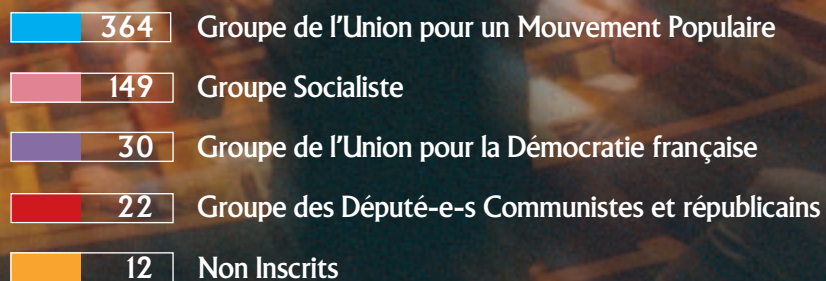 364 Groupe de l'Union pour un Mouvement Populaire
149 Groupe Socialiste
30 Groupe de l'Union pour la Démocratie française
22 Groupe des Député-e-s Communistes et républicains
12 Non Inscrits